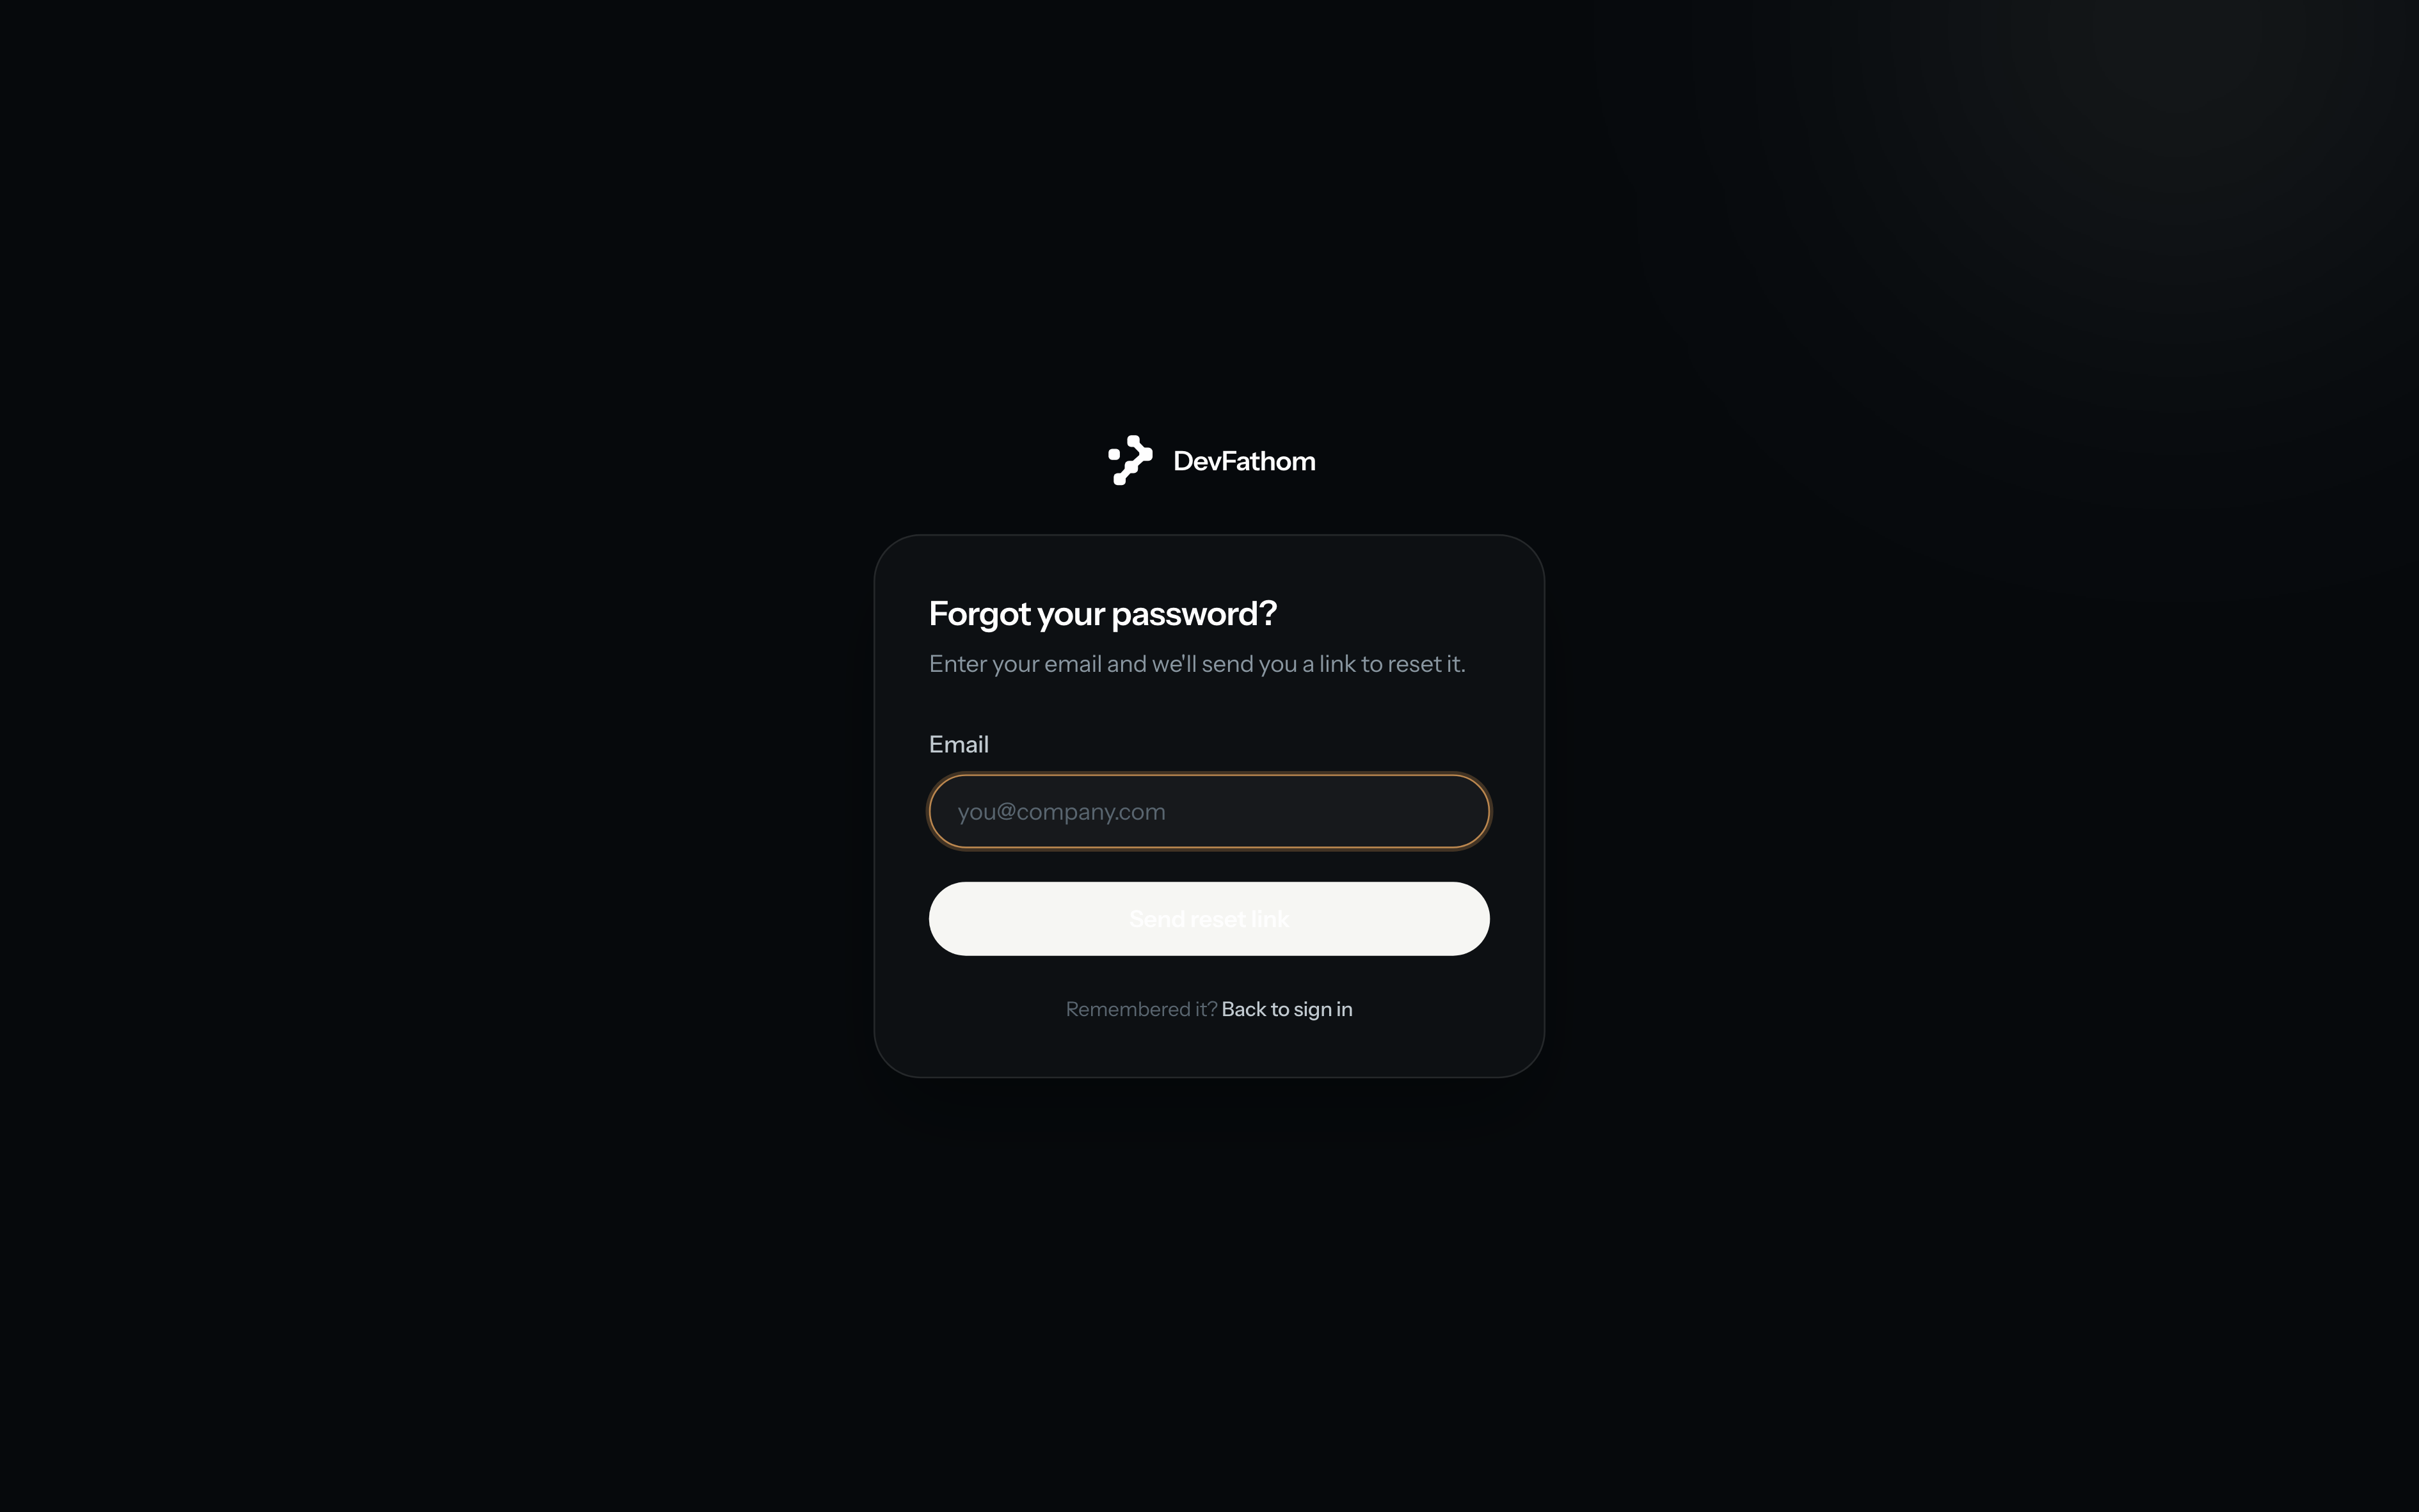 DevFathom
Forgot your password?
Enter your email and we'll send you a link to reset it.
Email
you@company.com
Send reset link
Remembered it? Back to sign in